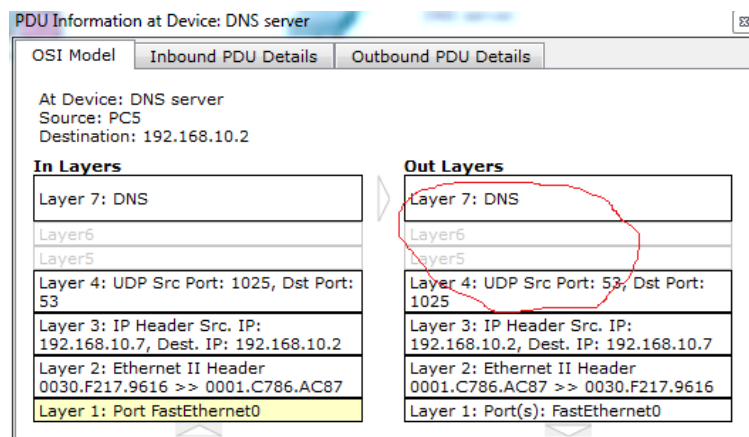 PDU Information at Device: DNS server
OSI Model
Inbound PDU Details
Outbound PDU Details
At Device: DNS server
Source: PC5
Destination: 192.168.10.2
In Layers
Layer 7: DNS
Layer6
Layer5
Layer 4: UDP Src Port: 1025, Dst Port:
53
Layer 3: IP Header Src. IP:
192.168.10.7, Dest. IP: 192.168.10.2
Layer 2: Ethernet II Header
0030.F217.9616 >> 0001.C786.AC87
Layer 1: Port FastEthernet0
Out Layers
Layer 7: DNS
Layer6
Layer5
Layer 4: UDP Src Port: 53, Dst Port:
1025
Layer 3: IP Header Src. IP:
192.168.10.2, Dest. IP: 192.168.10.7
Layer 2: Ethernet II Header
0001.C786.AC87 >> 0030.F217.9616
Layer 1: Port(s): FastEthernet0